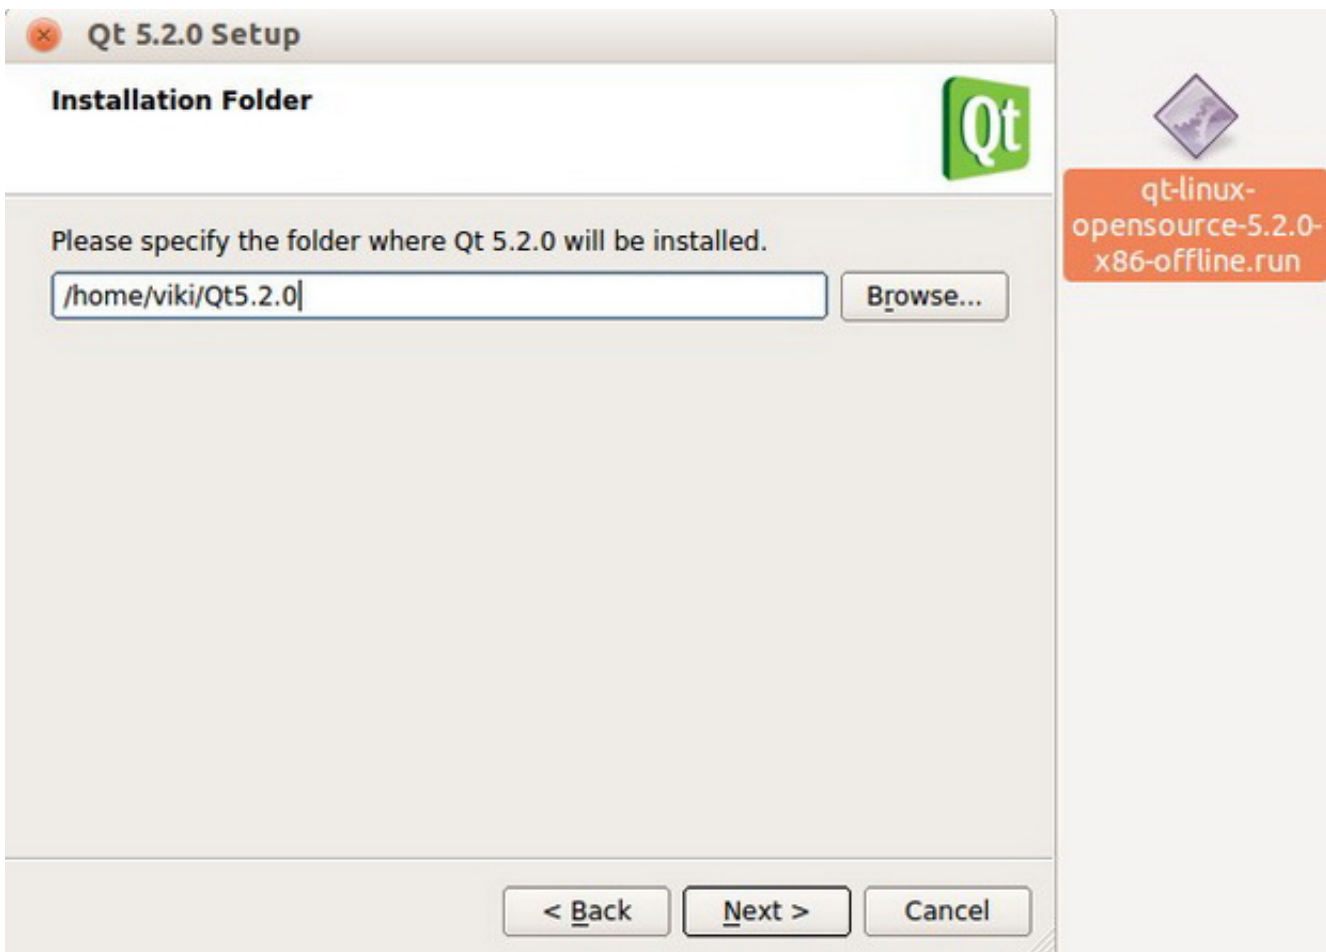 Qt 5.2.0 Setup
Installation Folder
Qt
Please specify the folder where Qt 5.2.0 will be installed.
/home/viki/Qt5.2.0
Browse...
< Back
Next >
Cancel
qt-linux-
opensource-5.2.0-
x86-offline.run